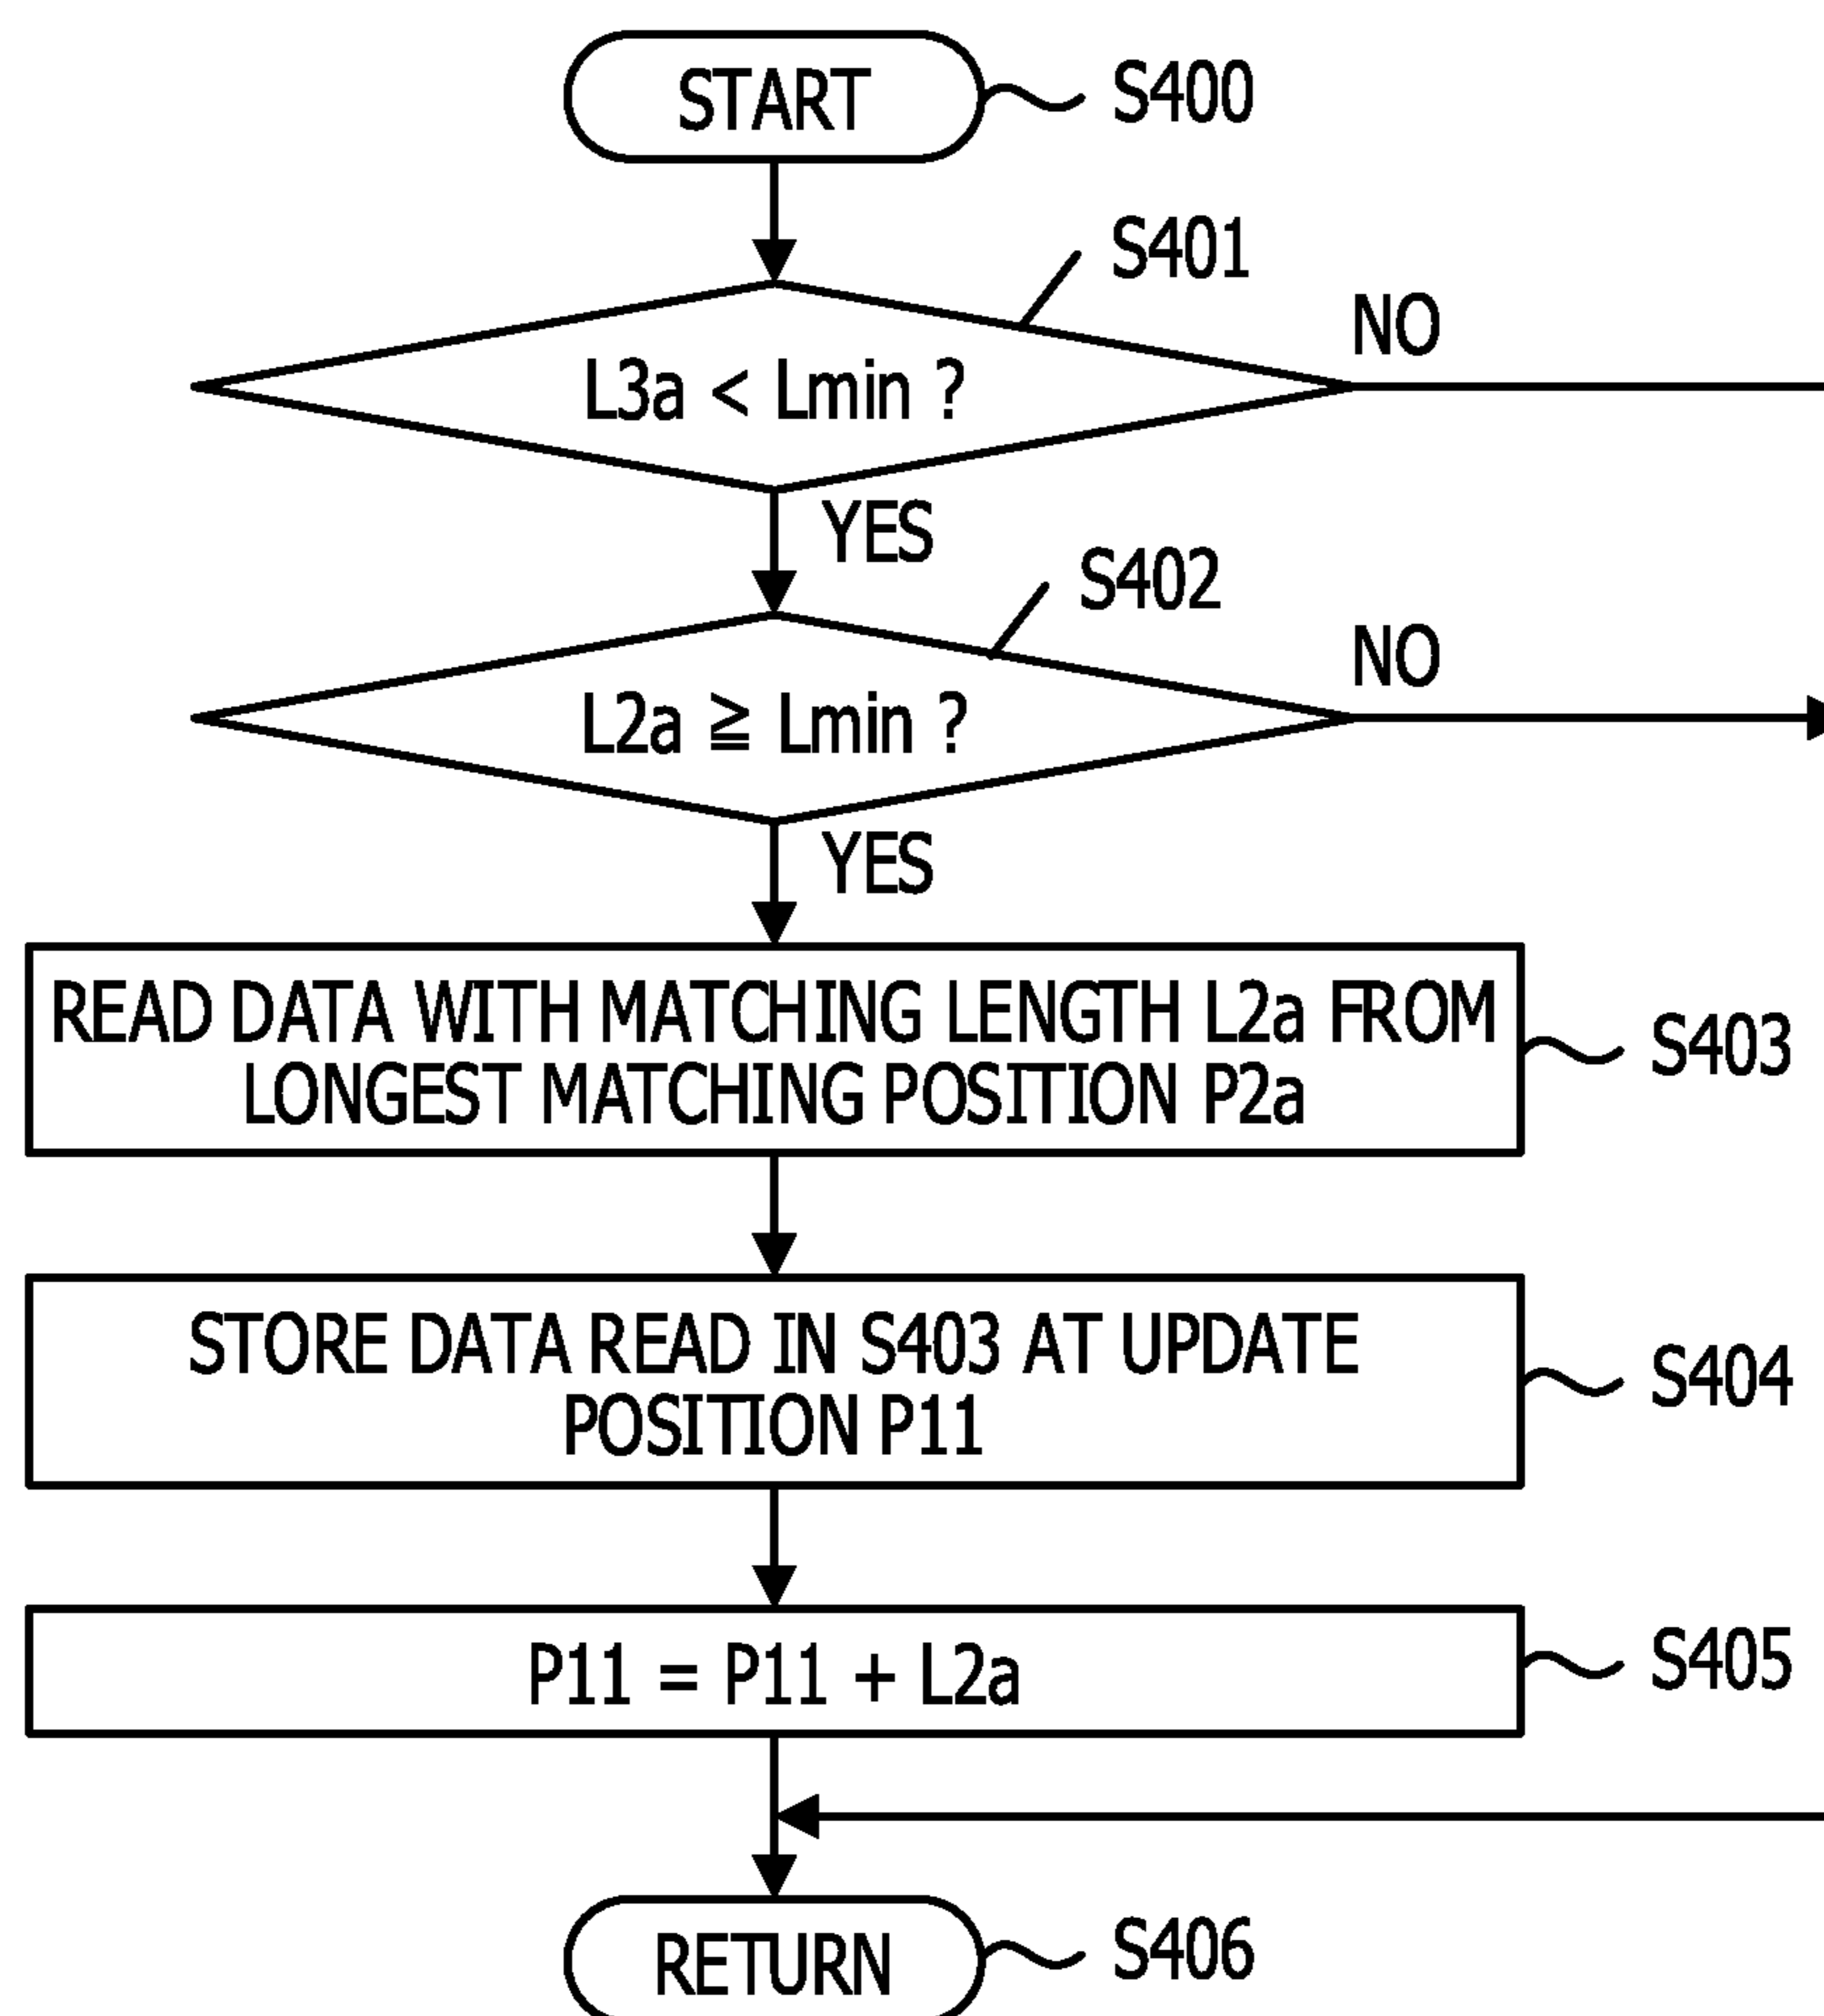 START
S400
S401
NO
L3a < Lmin ?
YES
S402
NO
L2a ≧ Lmin ?
YES
READ DATA WITH MATCHING LENGTH L2a FROM
LONGEST MATCHING POSITION P2a
S403
STORE DATA READ IN S403 AT UPDATE
POSITION P11
S404
P11 = P11 + L2a
S405
RETURN
S406